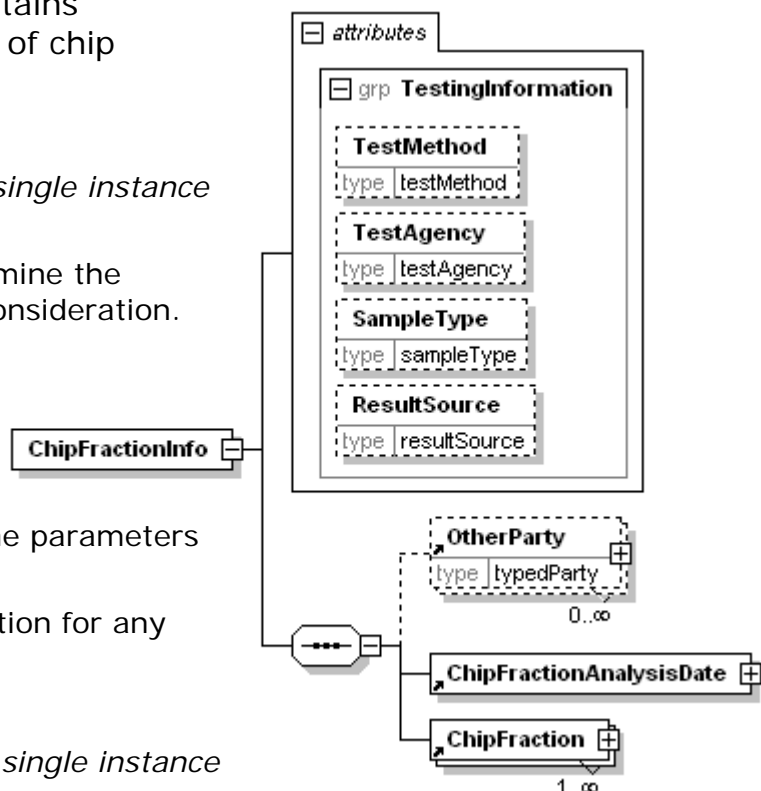 tains
of chip
single instance
mine the
onsideration.
ne parameters
tion for any
single instance
attributes
grp TestingInformation
TestMethod
type testMethod
TestAgency
type testAgency
SampleType
type sampleType
ResultSource
type resultSource
ChipFractionInfo
OtherParty
type typedParty
0..∞
ChipFractionAnalysisDate
ChipFraction
1..∞